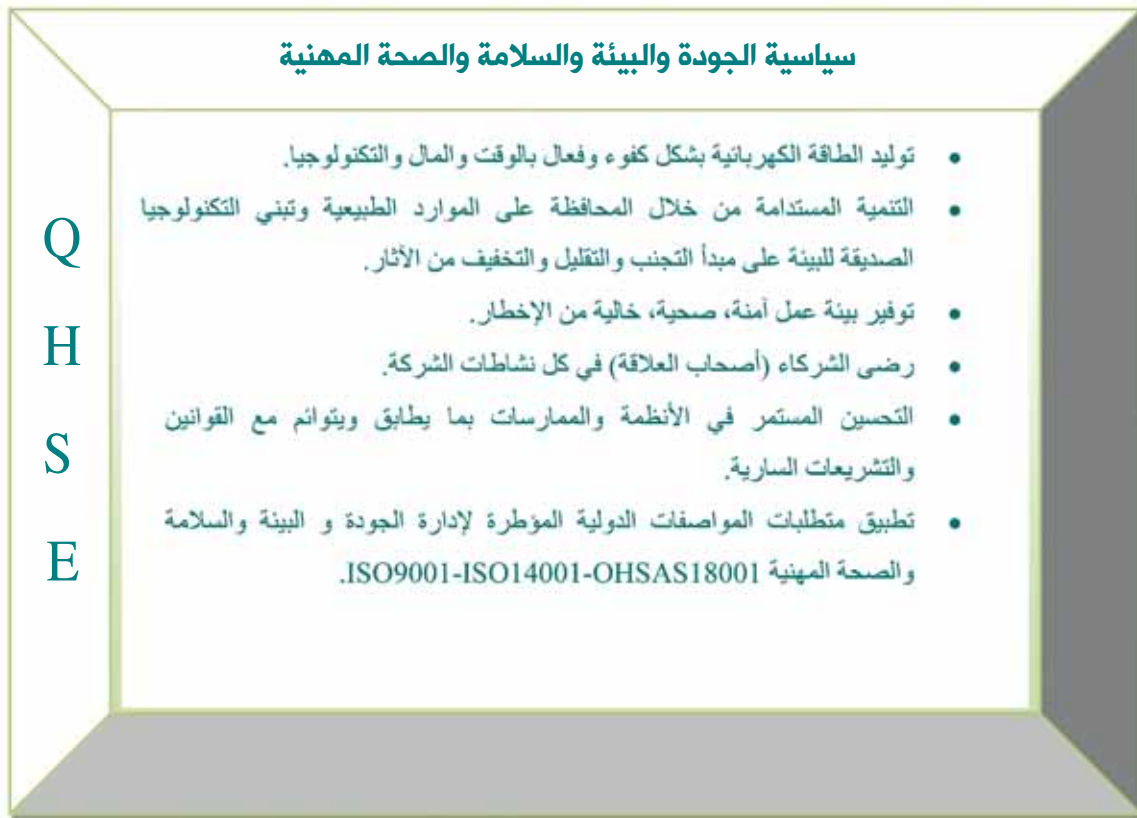 سياسية الجودة والبيئة والسلامة والصحة المهنية
• توليد الطاقة الكهربائية بشكل كفوء وفعال بالوقت والمال والتكنولوجيا.
• التنمية المستدامة من خلال المحافظة على الموارد الطبيعية وتبني التكنولوجيا
الصديقة للبيئة على مبدأ التجنب والتقليل والتخفيف من الآثار.
• توفير بيئة عمل آمنة، صحية، خالية من الإخطار.
• رضى الشركاء (أصحاب العلاقة) في كل نشاطات الشركة.
• التحسين المستمر في الأنظمة والممارسات بما يطابق ويتوائم مع القوانين
والتشريعات السارية.
• تطبيق متطلبات المواصفات الدولية المؤطرة لإدارة الجودة و البيئة والسلامة
والصحة المهنية ISO9001-ISO14001-OHSAS18001.
Q
H
S
E